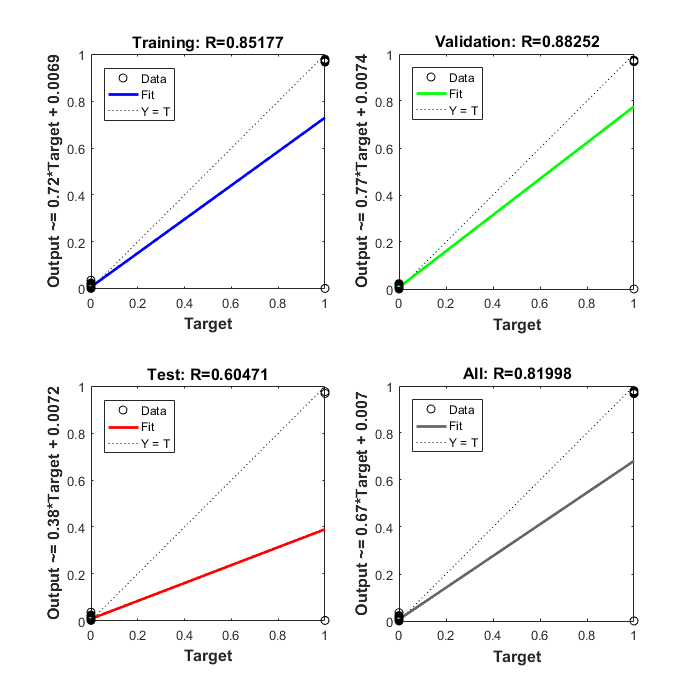 Training: R=0.85177
Output ~= 0.72*Target + 0.0069
1
0.8
0.6
0.4
0.2
0
Data
Fit
Y = T
0 0.2 0.4 0.6 0.8 1
Target
Validation: R=0.88252
Output ~= 0.77*Target + 0.0074
1
0.8
0.6
0.4
0.2
0
Data
Fit
Y = T
0 0.2 0.4 0.6 0.8 1
Target
Test: R=0.60471
Output ~= 0.38*Target + 0.0072
1
0.8
0.6
0.4
0.2
0
Data
Fit
Y = T
0 0.2 0.4 0.6 0.8 1
Target
All: R=0.81998
Output ~= 0.67*Target + 0.007
1
0.8
0.6
0.4
0.2
0
Data
Fit
Y = T
0 0.2 0.4 0.6 0.8 1
Target